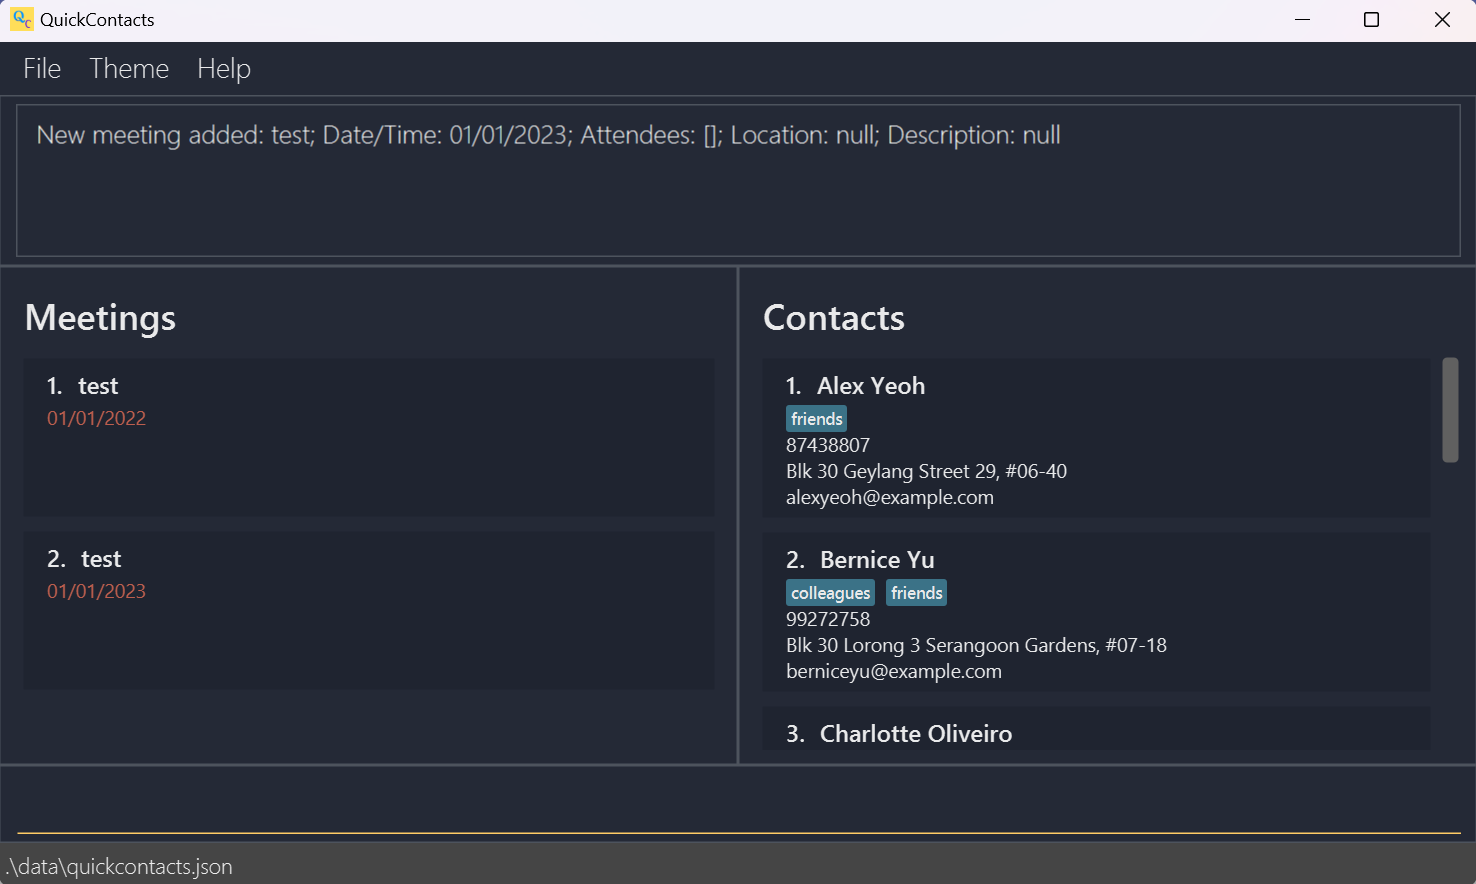 QuickContacts
File Theme Help
New meeting added: test; Date/Time: 01/01/2023; Attendees: []; Location: null; Description: null
Meetings
1. test
01/01/2022
2. test
01/01/2023
Contacts
1. Alex Yeoh
friends
87438807
Blk 30 Geylang Street 29, #06-40
alexyeoh@example.com
2. Bernice Yu
colleagues friends
99272758
Blk 30 Lorong 3 Serangoon Gardens, #07-18
berniceyu@example.com
3. Charlotte Oliveiro
.\data\quickcontacts.json